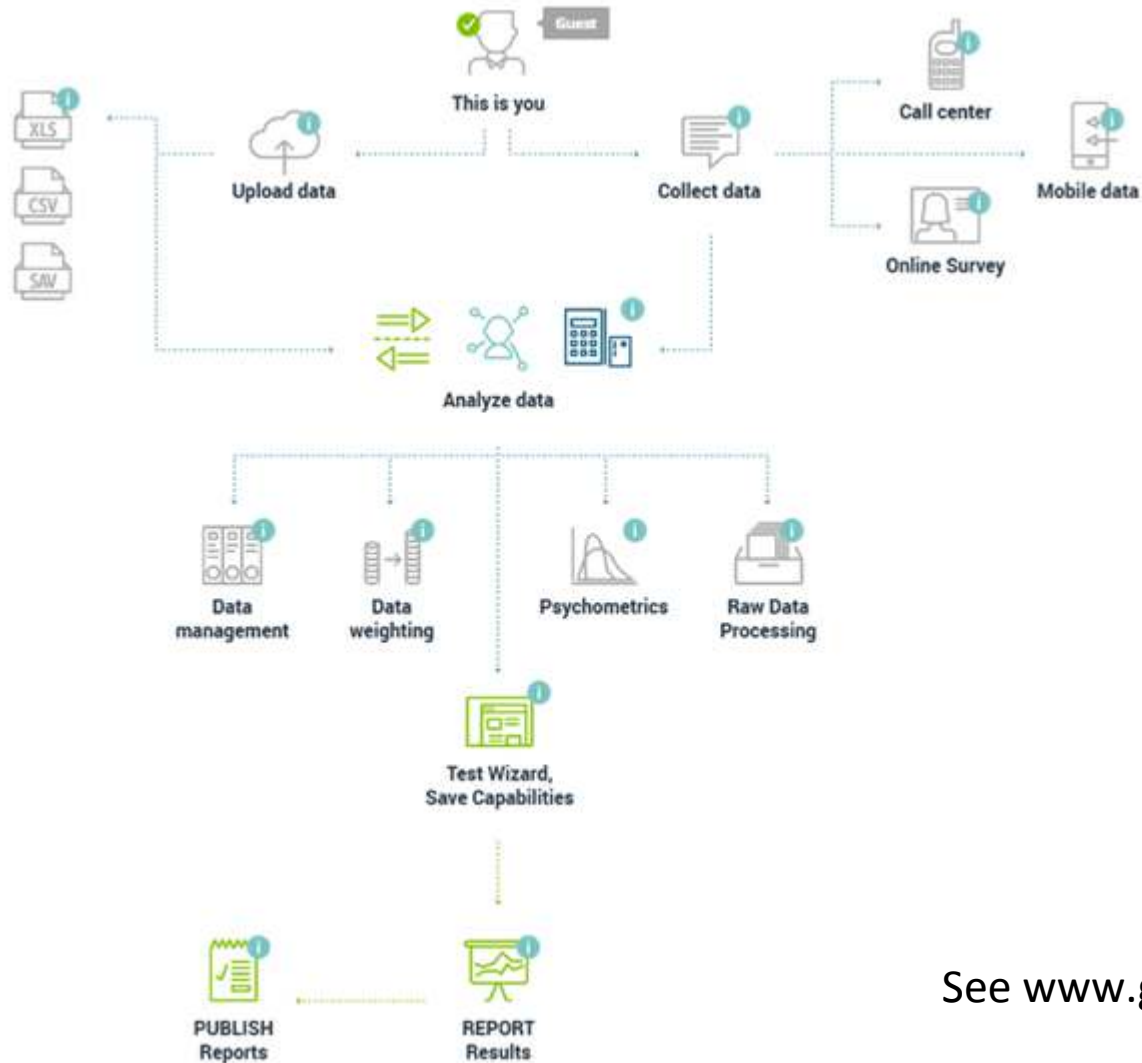 Guest
This is you
XLS
CSV
SAV
Upload data
Collect data
Call center
Mobile data
Online Survey
Analyze data
Data
management
Data
weighting
Psychometrics
Raw Data
Processing
Test Wizard,
Save Capabilities
PUBLISH
Reports
REPORT
Results
See www.g